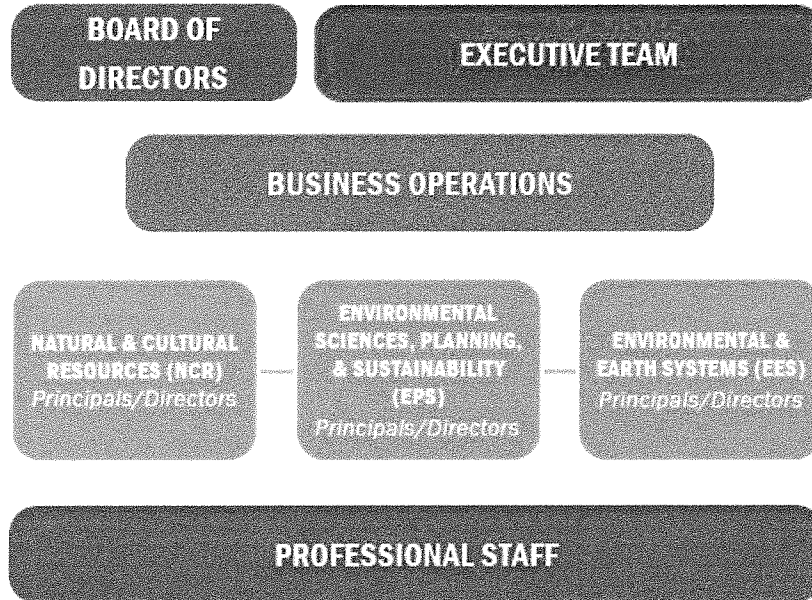 BOARD OF
DIRECTORS
EXECUTIVE TEAM
BUSINESS OPERATIONS
NATURAL & CULTURAL
RESOURCES (NCR)
Principals/Directors
ENVIRONMENTAL
SCIENCES, PLANNING,
& SUSTAINABILITY
(EPS)
Principals/Directors
ENVIRONMENTAL &
EARTH SYSTEMS (EES)
Principals/Directors
PROFESSIONAL STAFF